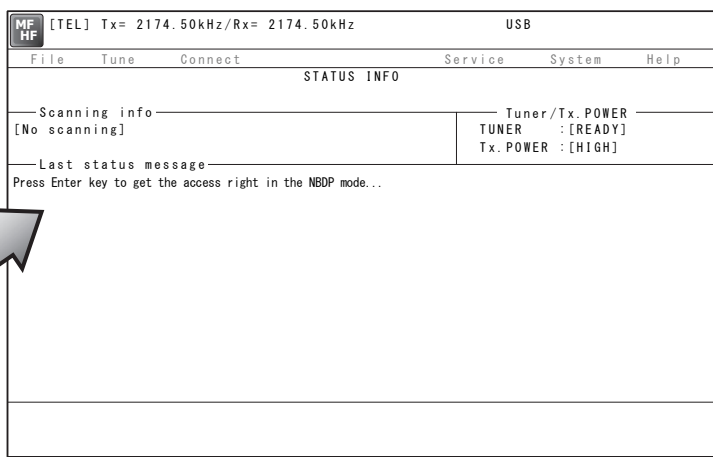 MF HF [TEL] Tx= 2174.50kHz/Rx= 2174.50kHz USB
File Tune Connect Service System Help
STATUS INFO
Scanning info
[No scanning]
Tuner/Tx.POWER
TUNER :[READY]
Tx.POWER :[HIGH]
Last status message
Press Enter key to get the access right in the NBDP mode...